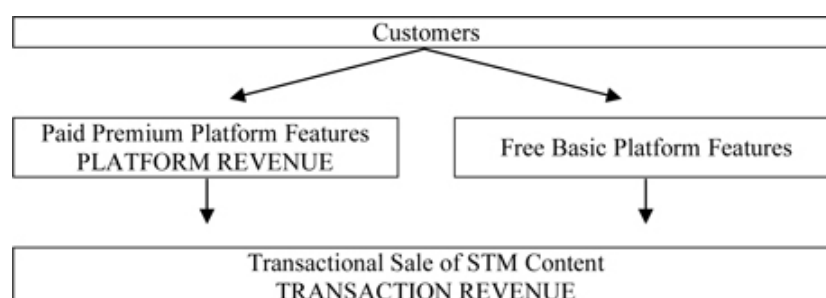 Customers
Paid Premium Platform Features
PLATFORM REVENUE
Free Basic Platform Features
Transactional Sale of STM Content
TRANSACTION REVENUE